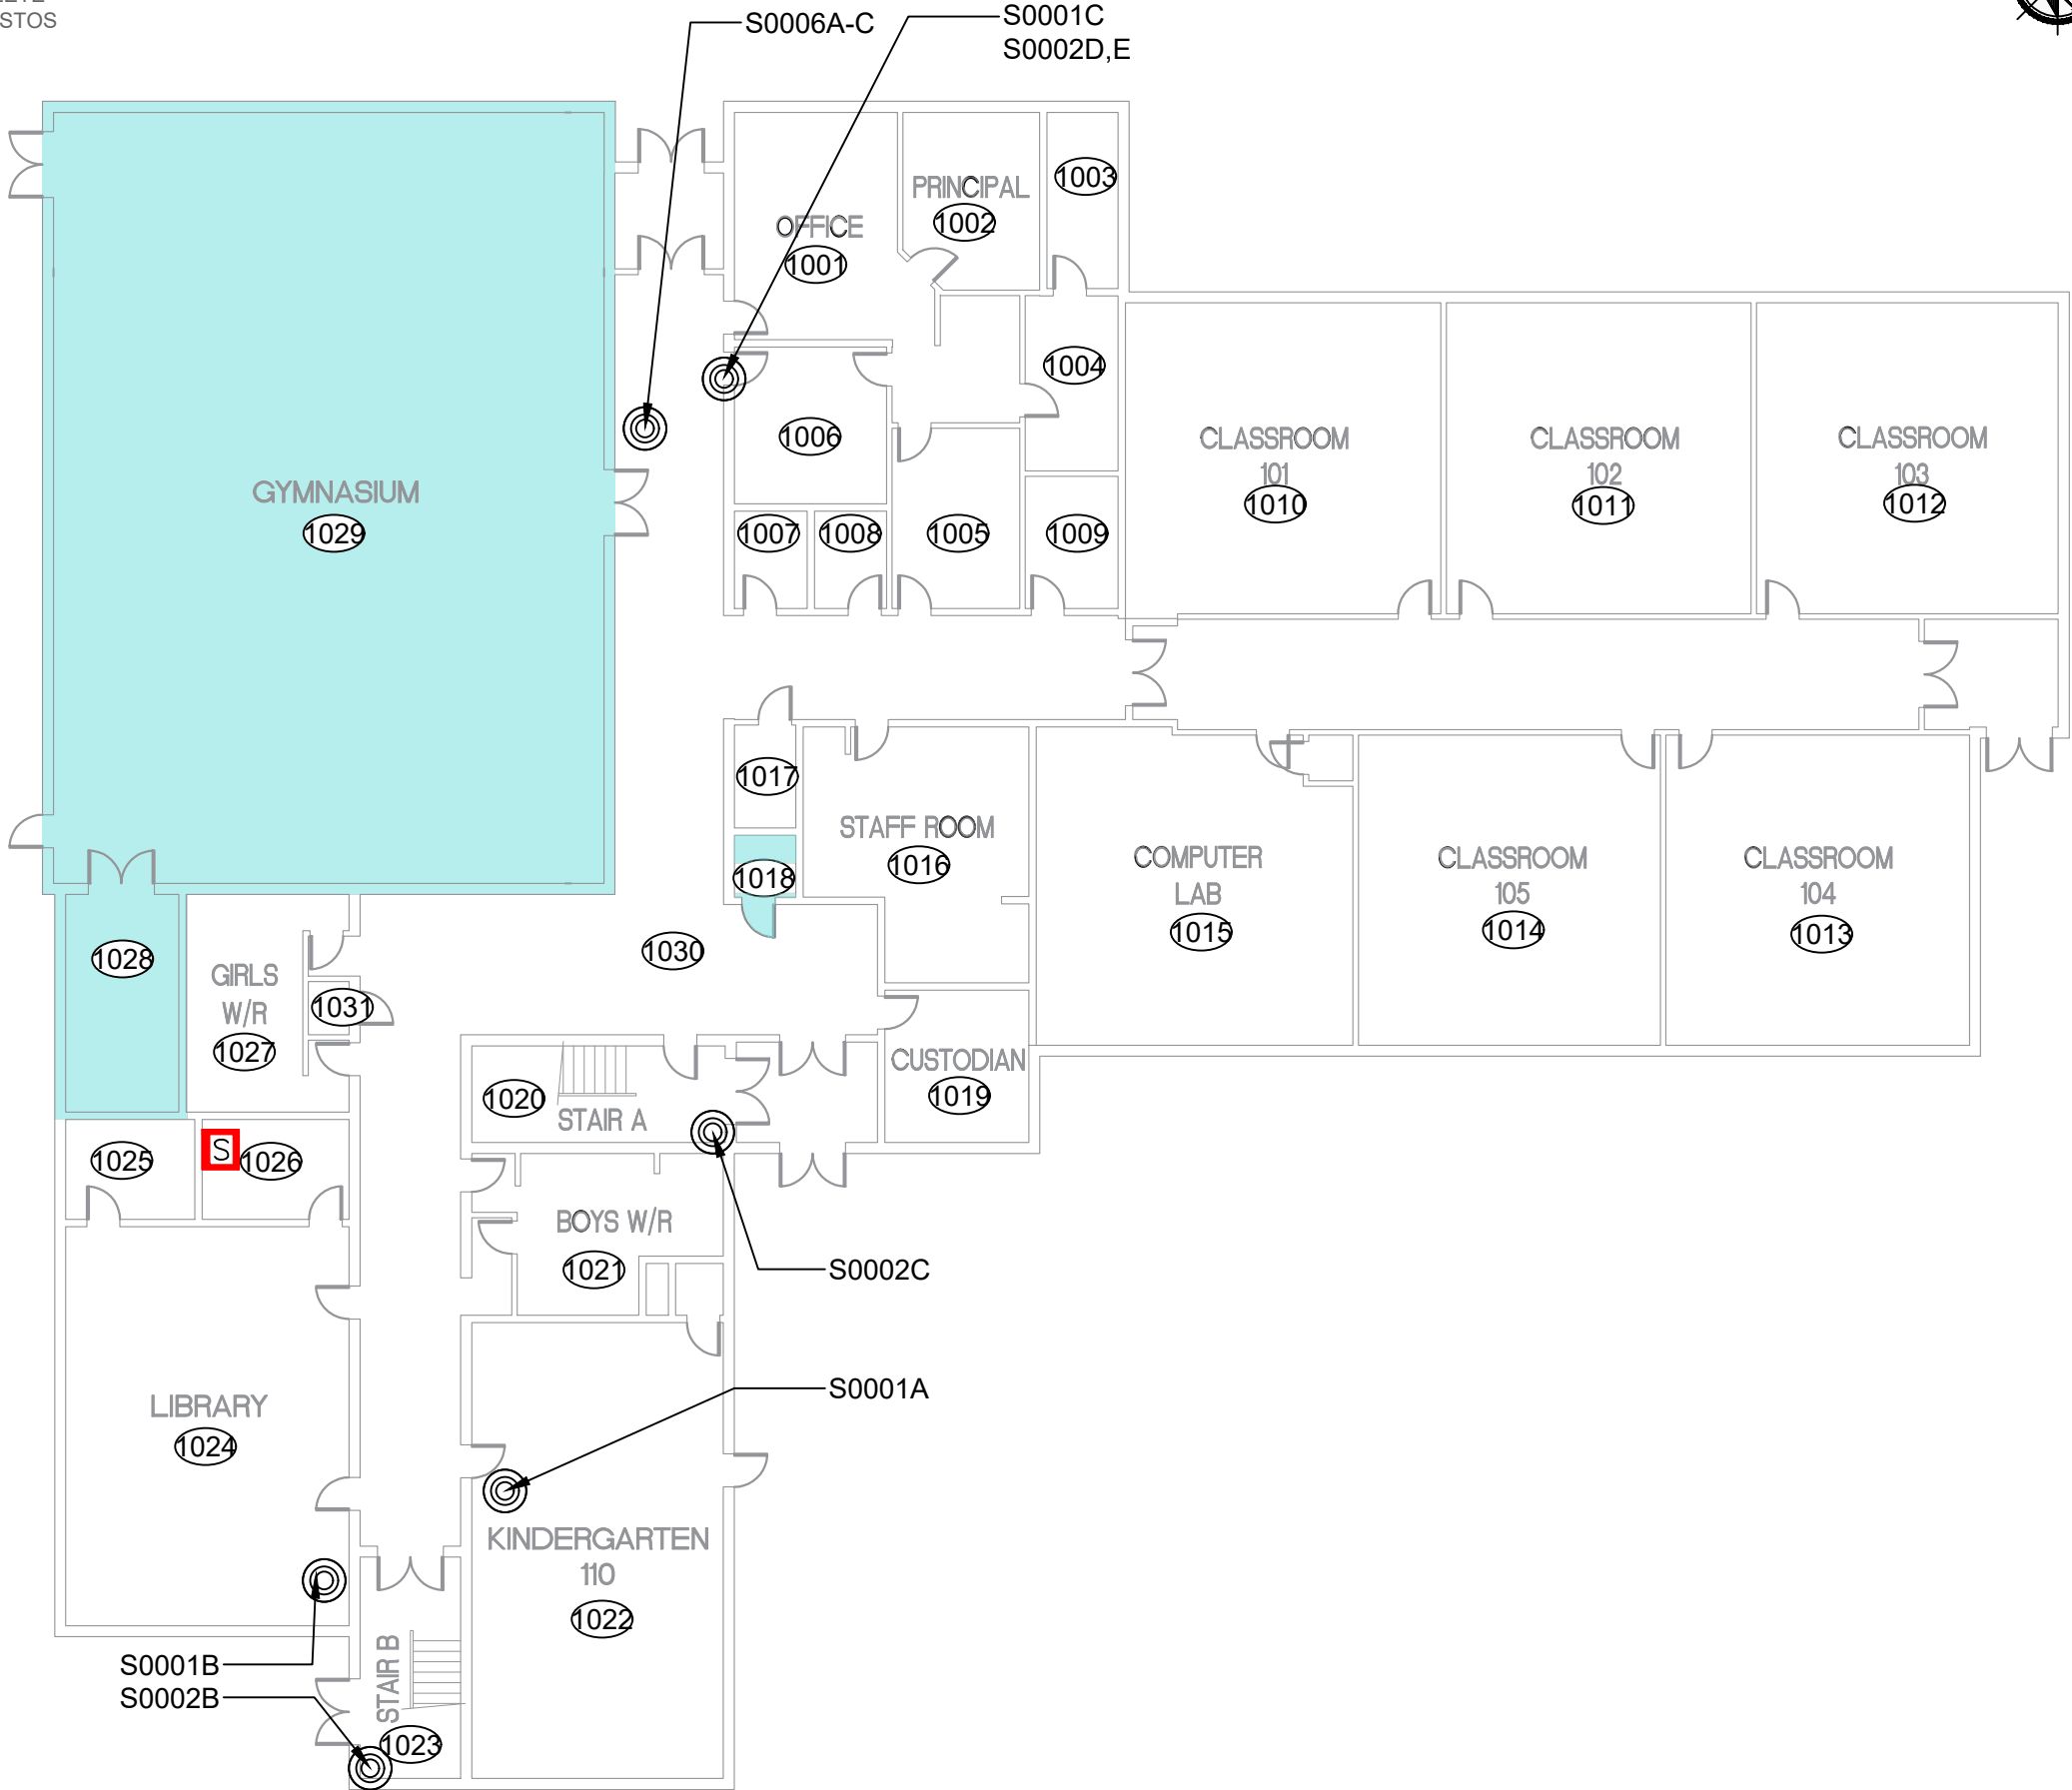 STOS
S0006A-C
S0001C
S0002D,E
PRINCIPAL
1002
1003
OFFICE
1001
1004
1006
CLASSROOM
101
1010
CLASSROOM
102
1011
CLASSROOM
103
1012
GYMNASIUM
1029
1007
1008
1005
1009
1017
STAFF ROOM
1016
1018
COMPUTER
LAB
1015
CLASSROOM
105
1014
CLASSROOM
104
1013
1030
1028
GIRLS
W/R
1027
1031
1020
STAIR A
CUSTODIAN
1019
1025
S
1026
BOYS W/R
1021
S0002C
S0001A
LIBRARY
1024
KINDERGARTEN
110
1022
S0001B
S0002B
STAIR B
1023